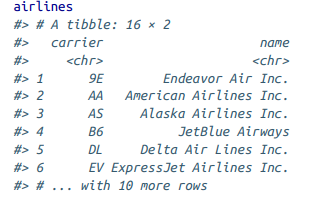 airlines
#> # A tibble: 16 × 2
#> carrier name
#> <chr> <chr>
#> 1 9E Endeavor Air Inc.
#> 2 AA American Airlines Inc.
#> 3 AS Alaska Airlines Inc.
#> 4 B6 JetBlue Airways
#> 5 DL Delta Air Lines Inc.
#> 6 EV ExpressJet Airlines Inc.
#> # ... with 10 more rows